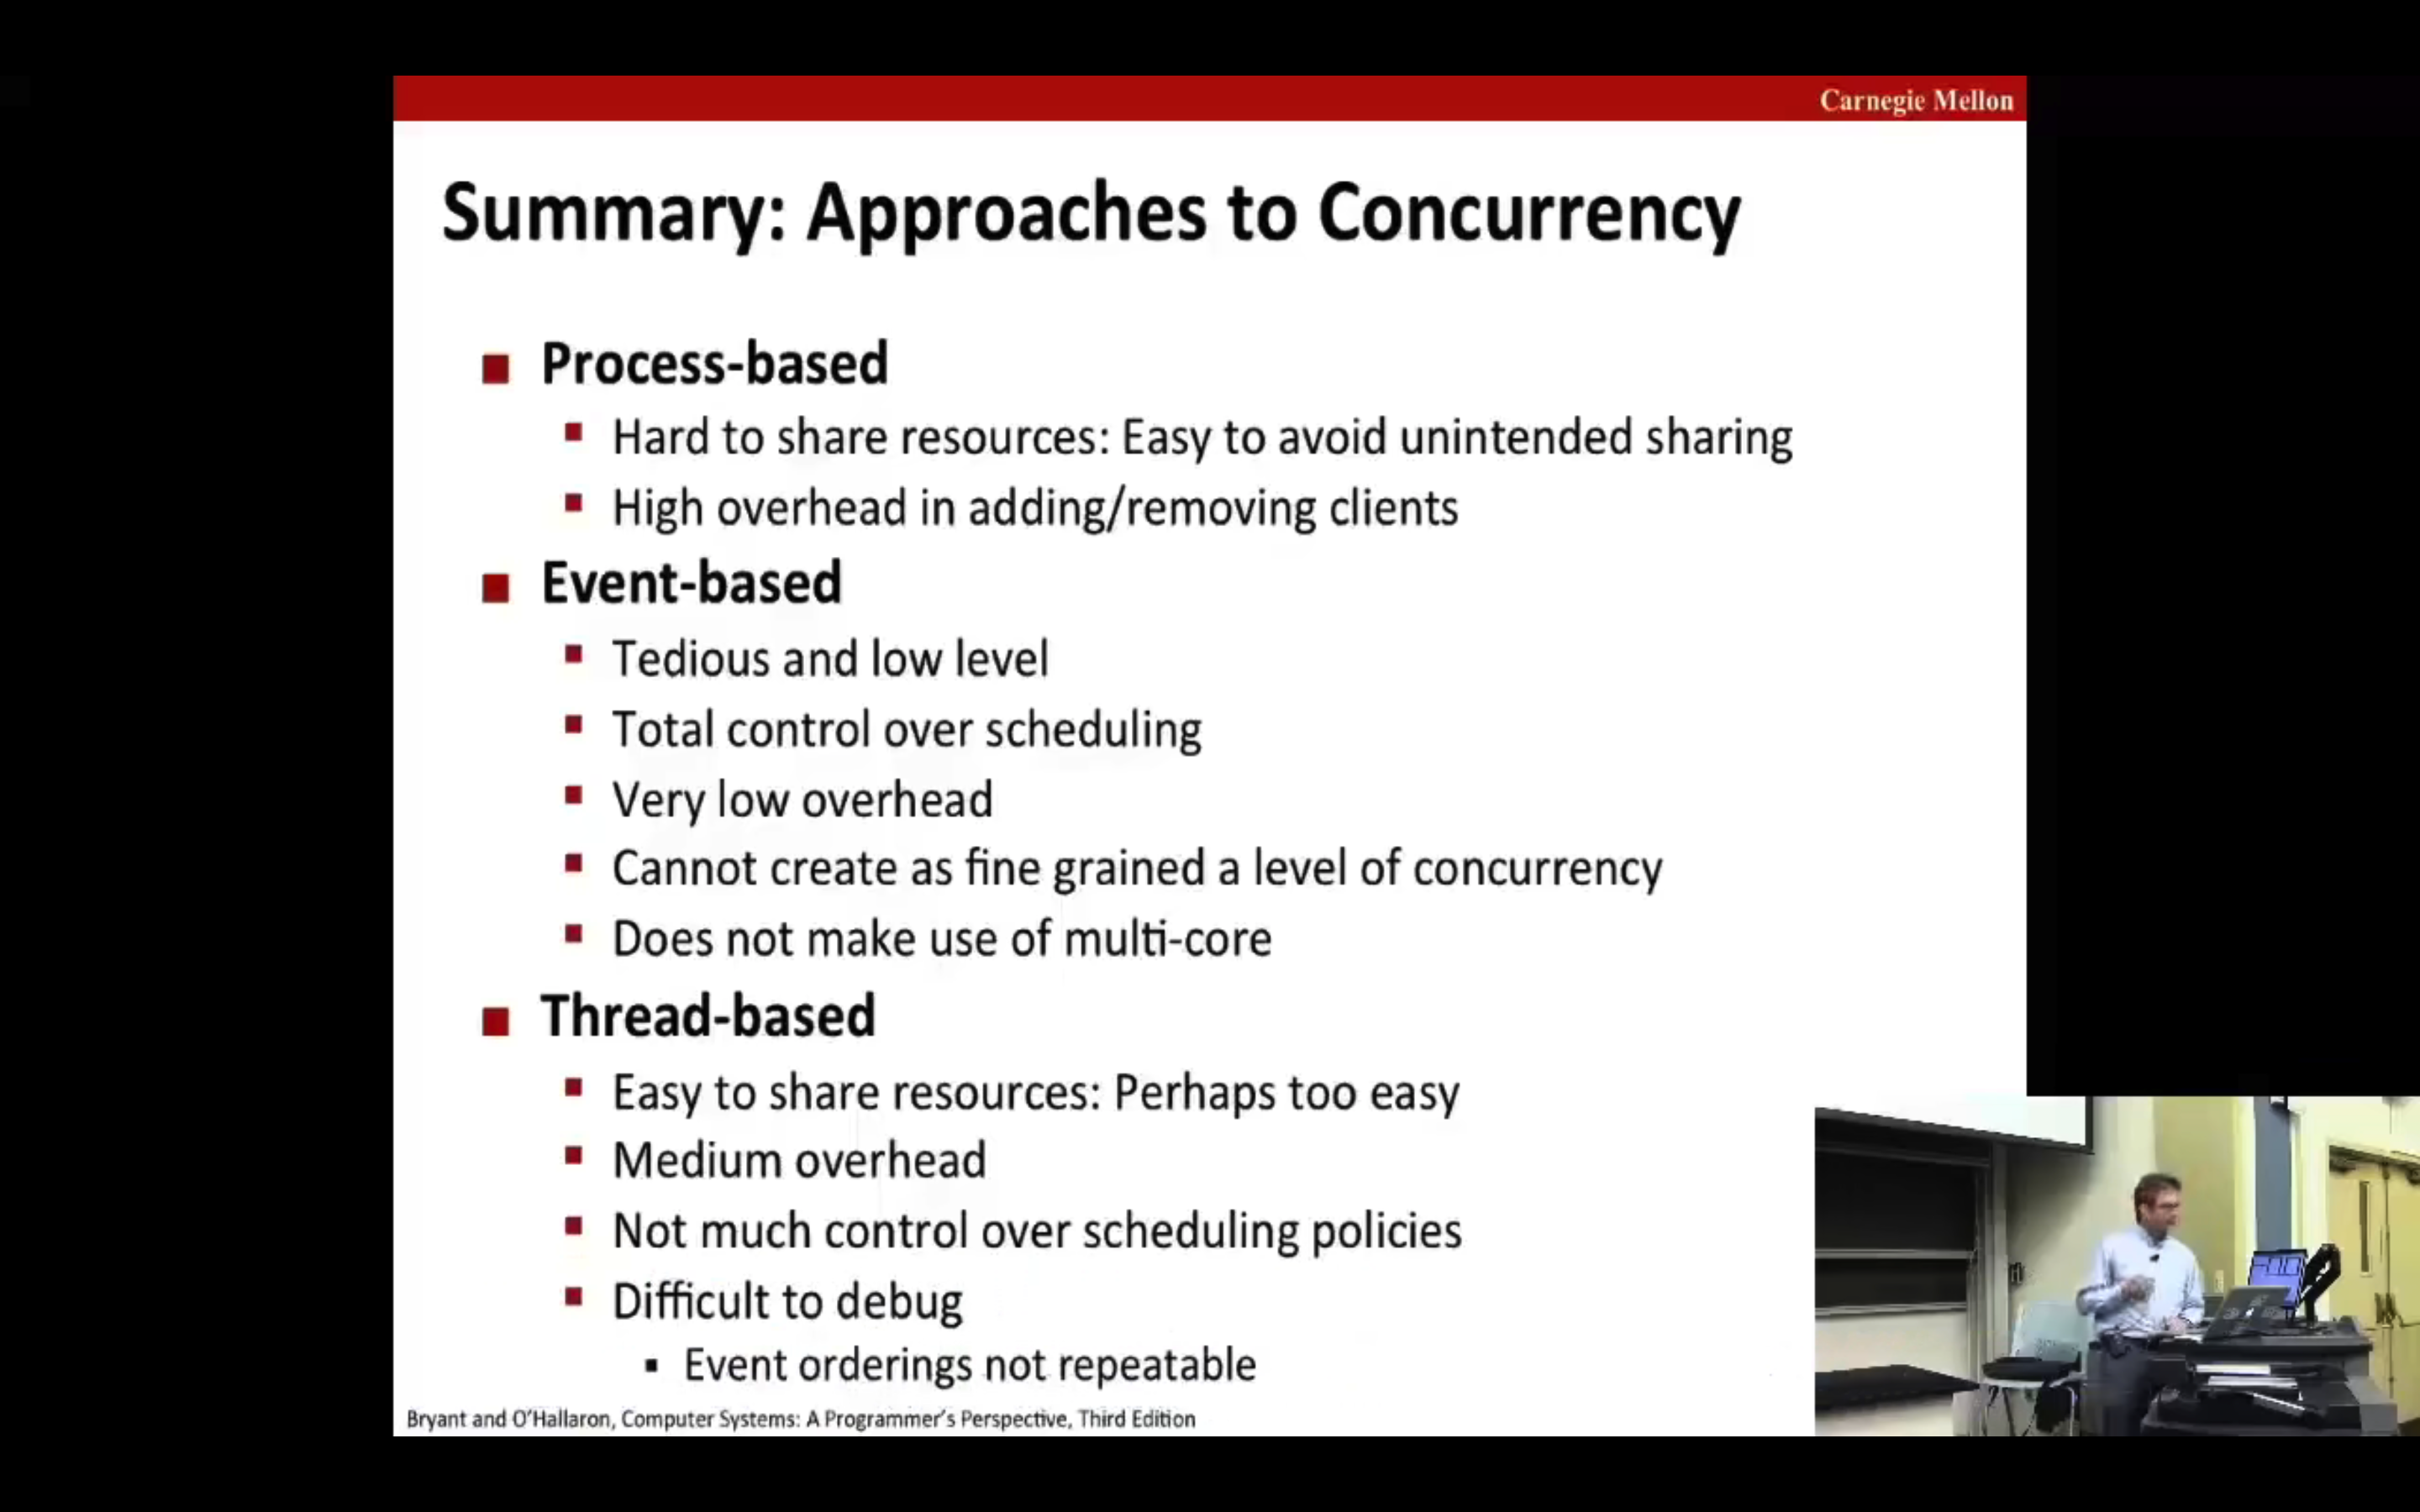 Carnegie Mellon
Summary: Approaches to Concurrency
Process-based
Hard to share resources: Easy to avoid unintended sharing
High overhead in adding/removing clients
Event-based
Tedious and low level
Total control over scheduling
Very low overhead
Cannot create as fine grained a level of concurrency
Does not make use of multi-core
Thread-based
Easy to share resources: Perhaps too easy
Medium overhead
Not much control over scheduling policies
Difficult to debug
Event orderings not repeatable
Bryant and O'Hallaron, Computer Systems: A Programmer's Perspective, Third Edition